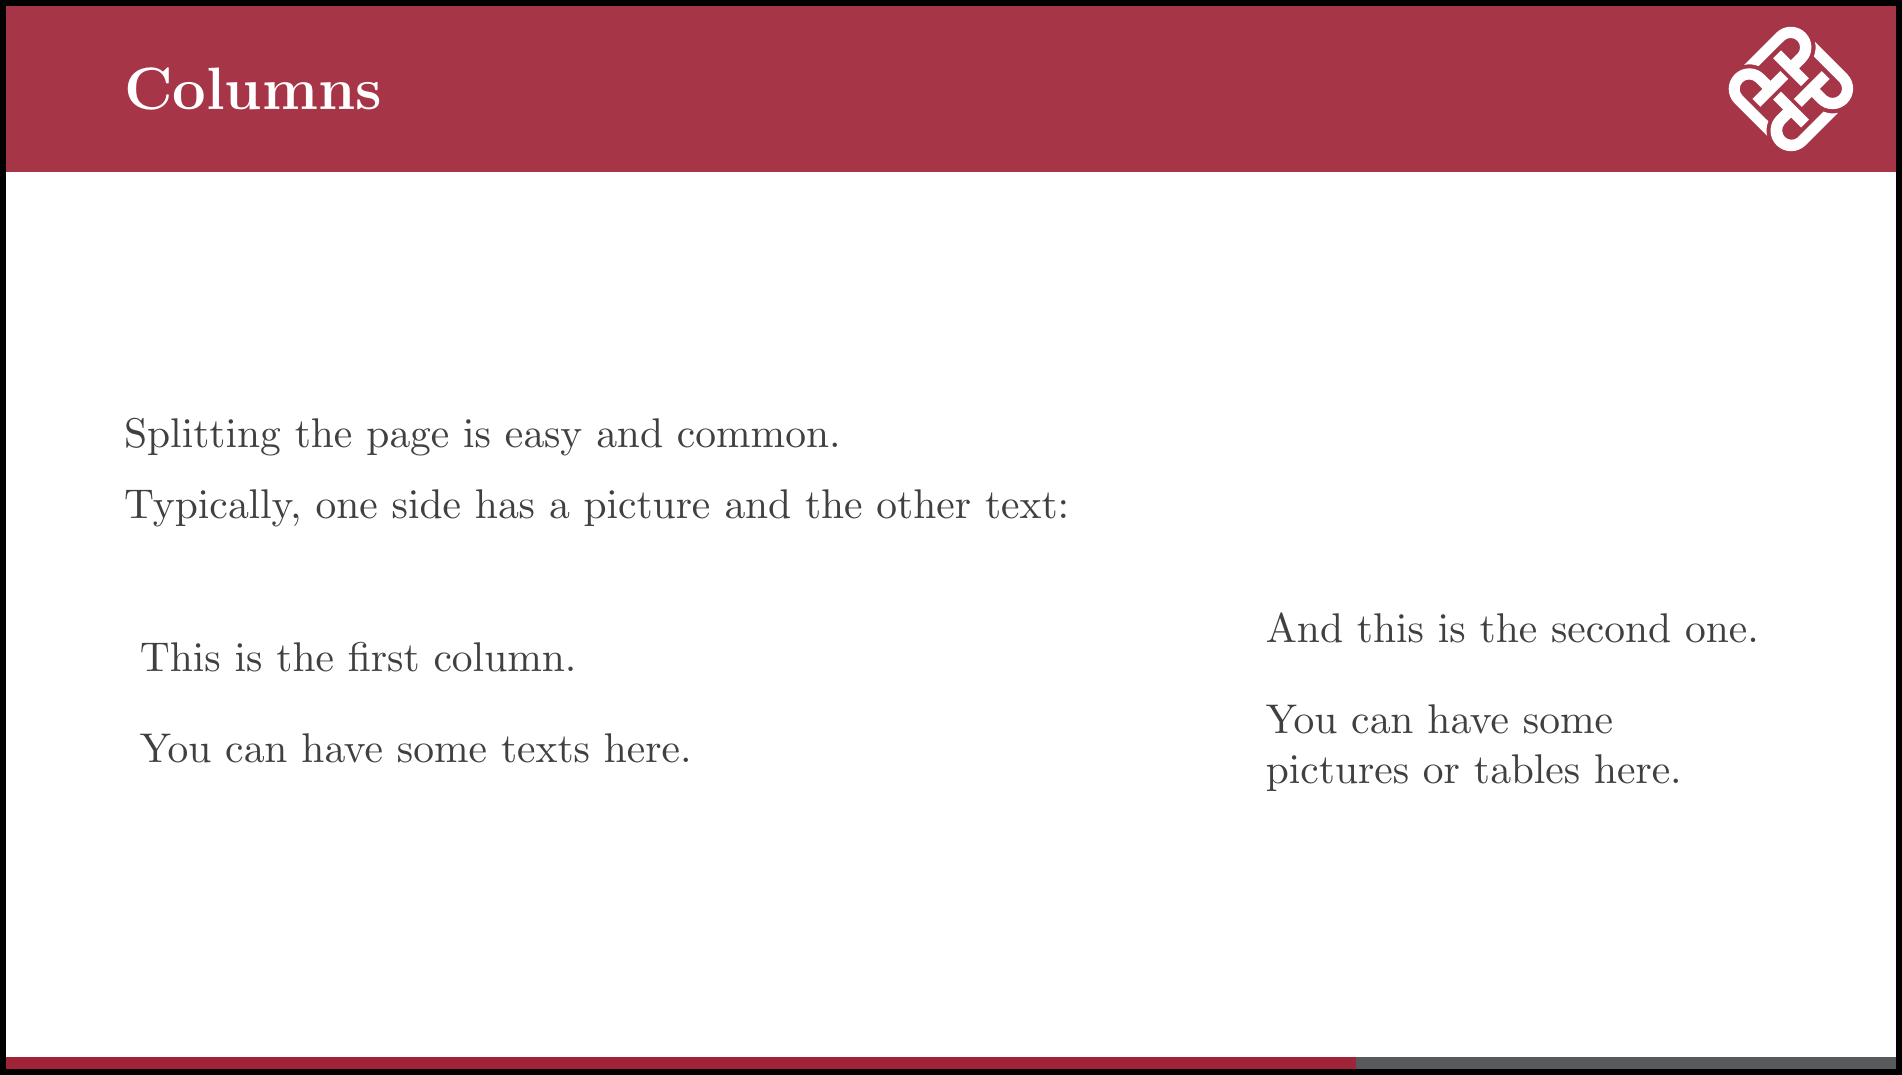 Columns
Splitting the page is easy and common.
Typically, one side has a picture and the other text:
This is the first column.
You can have some texts here.
And this is the second one.
You can have some
pictures or tables here.